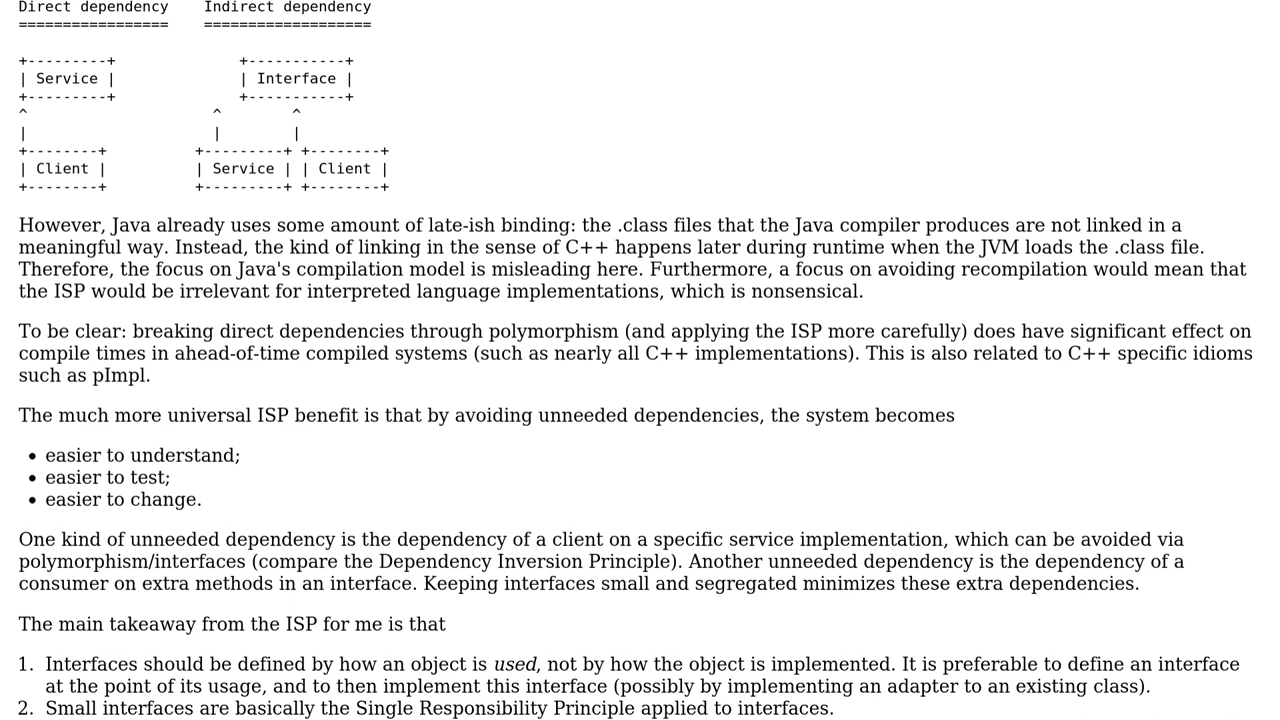 Direct dependency    Indirect dependency
=================    ===================
+---------+              +-----------+
| Service |              | Interface |
+---------+              +-----------+
^                     ^        ^
|                     |        |
+--------+          +---------+ +--------+
| Client |          | Service | | Client |
+--------+          +---------+ +--------+
However, Java already uses some amount of late-ish binding: the .class files that the Java compiler produces are not linked in a
meaningful way. Instead, the kind of linking in the sense of C++ happens later during runtime when the JVM loads the .class file.
Therefore, the focus on Java's compilation model is misleading here. Furthermore, a focus on avoiding recompilation would mean that
the ISP would be irrelevant for interpreted language implementations, which is nonsensical.
To be clear: breaking direct dependencies through polymorphism (and applying the ISP more carefully) does have significant effect on
compile times in ahead-of-time compiled systems (such as nearly all C++ implementations). This is also related to C++ specific idioms
such as pImpl.
The much more universal ISP benefit is that by avoiding unneeded dependencies, the system becomes
• easier to understand;
• easier to test;
• easier to change.
One kind of unneeded dependency is the dependency of a client on a specific service implementation, which can be avoided via
polymorphism/interfaces (compare the Dependency Inversion Principle). Another unneeded dependency is the dependency of a
consumer on extra methods in an interface. Keeping interfaces small and segregated minimizes these extra dependencies.
The main takeaway from the ISP for me is that
1. Interfaces should be defined by how an object is used, not by how the object is implemented. It is preferable to define an interface
at the point of its usage, and to then implement this interface (possibly by implementing an adapter to an existing class).
2. Small interfaces are basically the Single Responsibility Principle applied to interfaces.